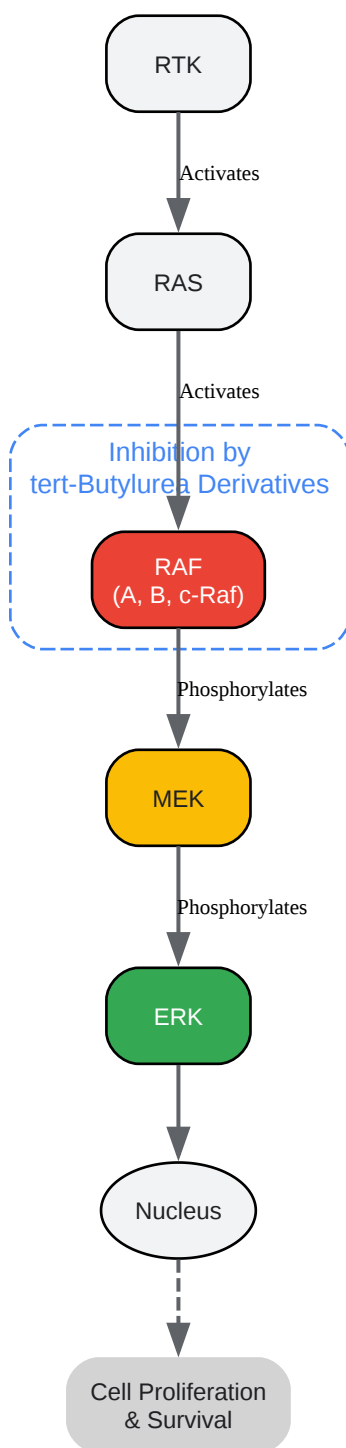 RTK
Activates
RAS
Activates
Inhibition by
tert-Butylurea Derivatives
RAF
(A, B, c-Raf)
Phosphorylates
MEK
Phosphorylates
ERK
Nucleus
Cell Proliferation
& Survival